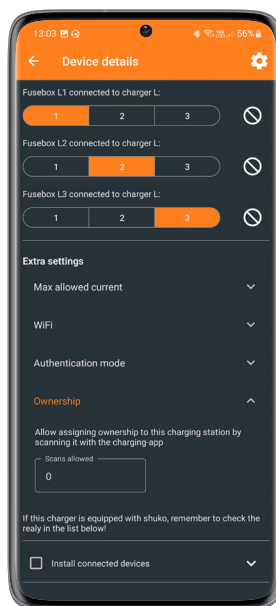 13:03
56%
Device details
Fusebox L1 connected to charger L:
1 2 3
Fusebox L2 connected to charger L:
1 2 3
Fusebox L3 connected to charger L:
1 2 3
Extra settings
Max allowed current
WiFi
Authentication mode
Ownership
Allow assigning ownership to this charging station by
scanning it with the charging-app
Scans allowed
0
If this charger is equipped with shuko, remember to check the
realy in the list below!
Install connected devices